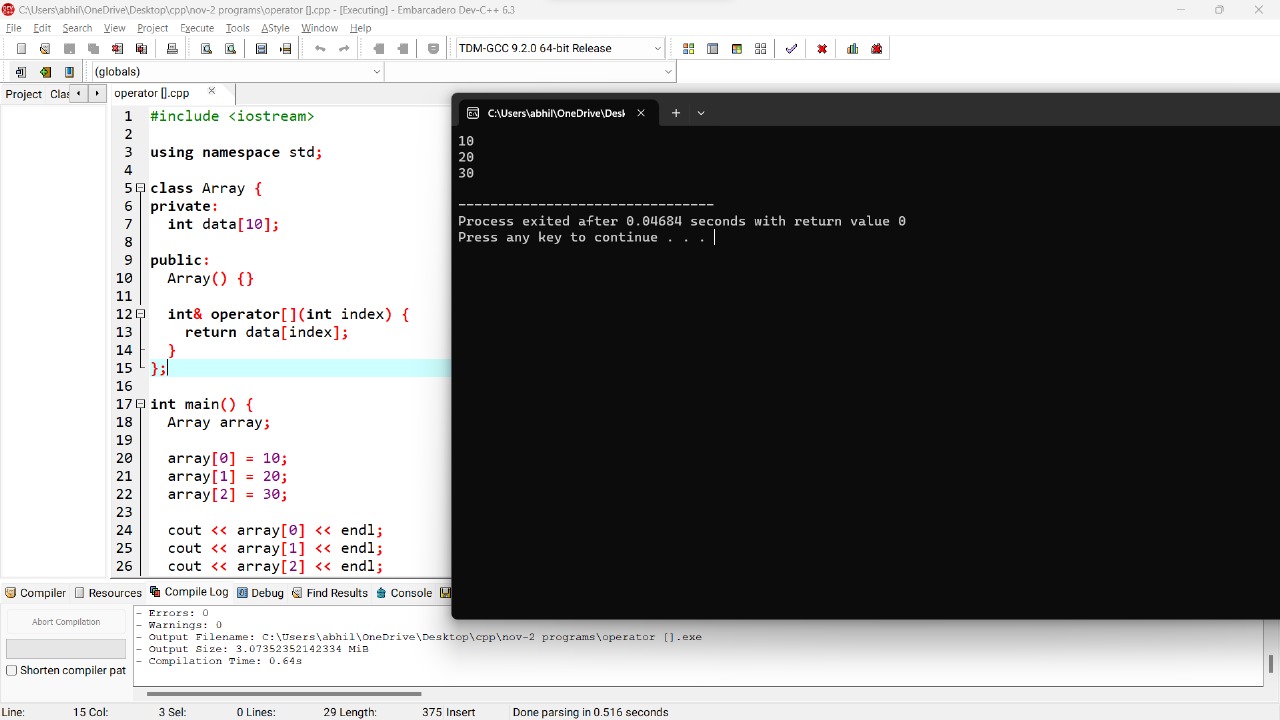 C:\Users\abhil\OneDrive\Desktop\cpp\nov-2 programs\operator [].cpp - [Executing] - Embarcadero Dev-C++ 6.3
File Edit Search View Project Execute Tools AStyle Window Help
TDM-GCC 9.2.0 64-bit Release
(globals)
Project Clas
operator [].cpp
1 #include <iostream>
2
3 using namespace std;
4
5 class Array {
6 private:
7 int data[10];
8
9 public:
10 Array() {}
11
12 int& operator[](int index) {
13 return data[index];
14 }
15 };
16
17 int main() {
18 Array array;
19
20 array[0] = 10;
21 array[1] = 20;
22 array[2] = 30;
23
24 cout << array[0] << endl;
25 cout << array[1] << endl;
26 cout << array[2] << endl;
C:\Users\abhil\OneDrive\Desk
10
20
30
--------------------------------
Process exited after 0.04684 seconds with return value 0
Press any key to continue . . .
Compiler Resources Compile Log Debug Find Results Console
Abort Compilation
Shorten compiler pat
- Errors: 0
- Warnings: 0
- Output Filename: C:\Users\abhil\OneDrive\Desktop\cpp\nov-2 programs\operator [].exe
- Output Size: 3.07352352142334 MiB
- Compilation Time: 0.64s
Line: 15 Col: 3 Sel: 0 Lines: 29 Length: 375 Insert Done parsing in 0.516 seconds